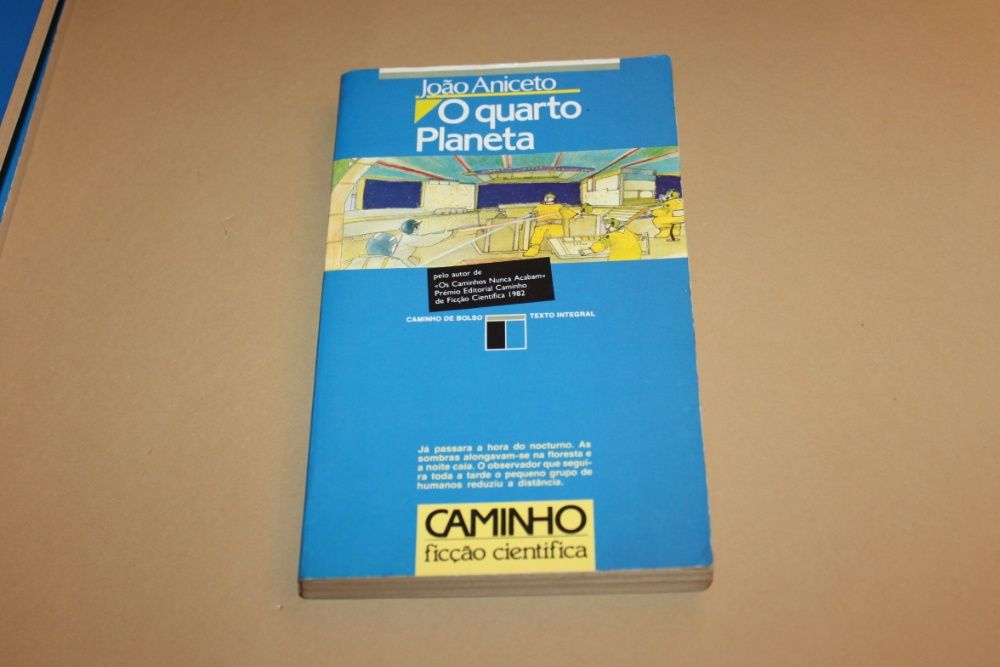 João Aniceto
O quarto
Planeta
pelo autor de
«Os Caminhos Nunca Acabam»
Prémio Editorial Caminho
de Ficção Científica 1982
CAMINHO DE BOLSO TEXTO INTEGRAL
Já passara a hora do nocturno. As
sombras alongavam-se na floresta e
a noite caía. O observador que segui-
ra toda a tarde o pequeno grupo de
humanos reduziu a distância.
CAMINHO
ficção científica